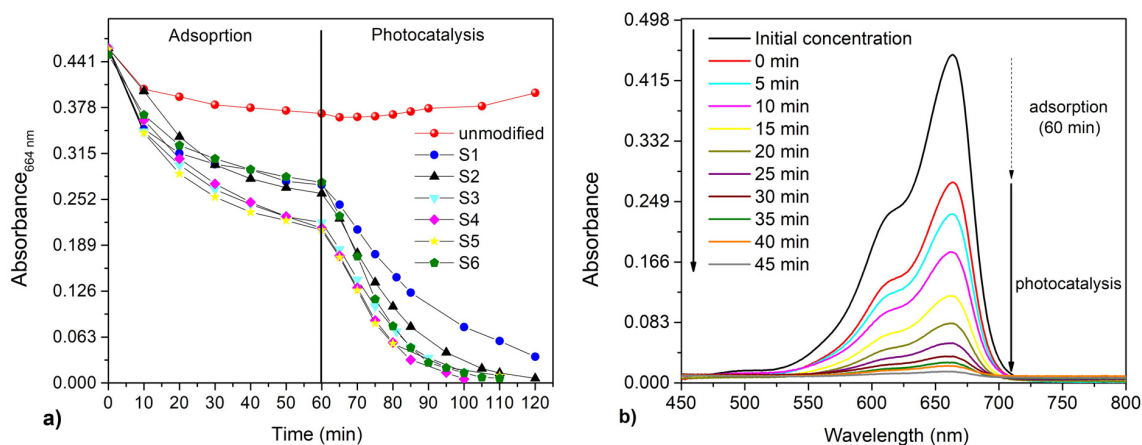 Adsoprtion Photocatalysis
0.441
0.378
0.315
0.252
0.189
0.126
0.063
0.000
Absorbance664 nm
unmodified
S1
S2
S3
S4
S5
S6
0 10 20 30 40 50 60 70 80 90 100 110 120
Time (min)
a)
0.498
0.415
0.332
0.249
0.166
0.083
0.000
Absorbance
Initial concentration
0 min
5 min
10 min
15 min
20 min
25 min
30 min
35 min
40 min
45 min
adsorption
(60 min)
photocatalysis
450 500 550 600 650 700 750 800
Wavelength (nm)
b)